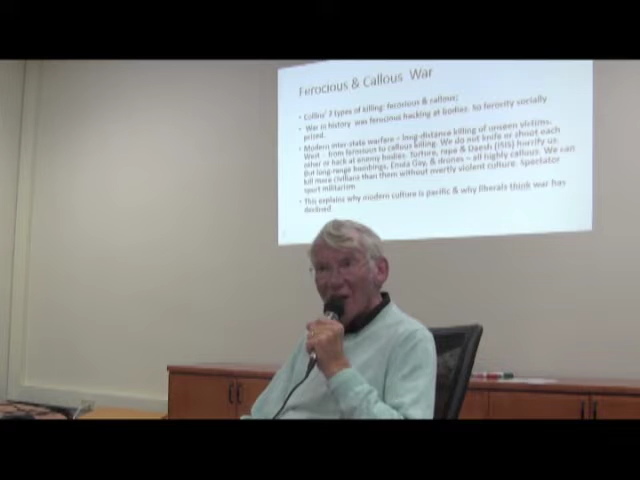 Ferocious & Callous War
• Collins' 2 types of killing: ferocious & callous;
• War in history was ferocious hacking at bodies. So ferocity socially
prized.
• Modern inter-state warfare – long-distance killing of unseen victims.
West - from ferocious to callous killing. We do not knife or shoot each
other or hack at enemy bodies. Torture, rape & Daesh (ISIS) horrify us.
But long-range bombings, Enola Gay, & drones – all highly callous. We can
kill more civilians than them without overtly violent culture. Spectator
sport militarism
• This explains why modern culture is pacific & why liberals think war has
declined